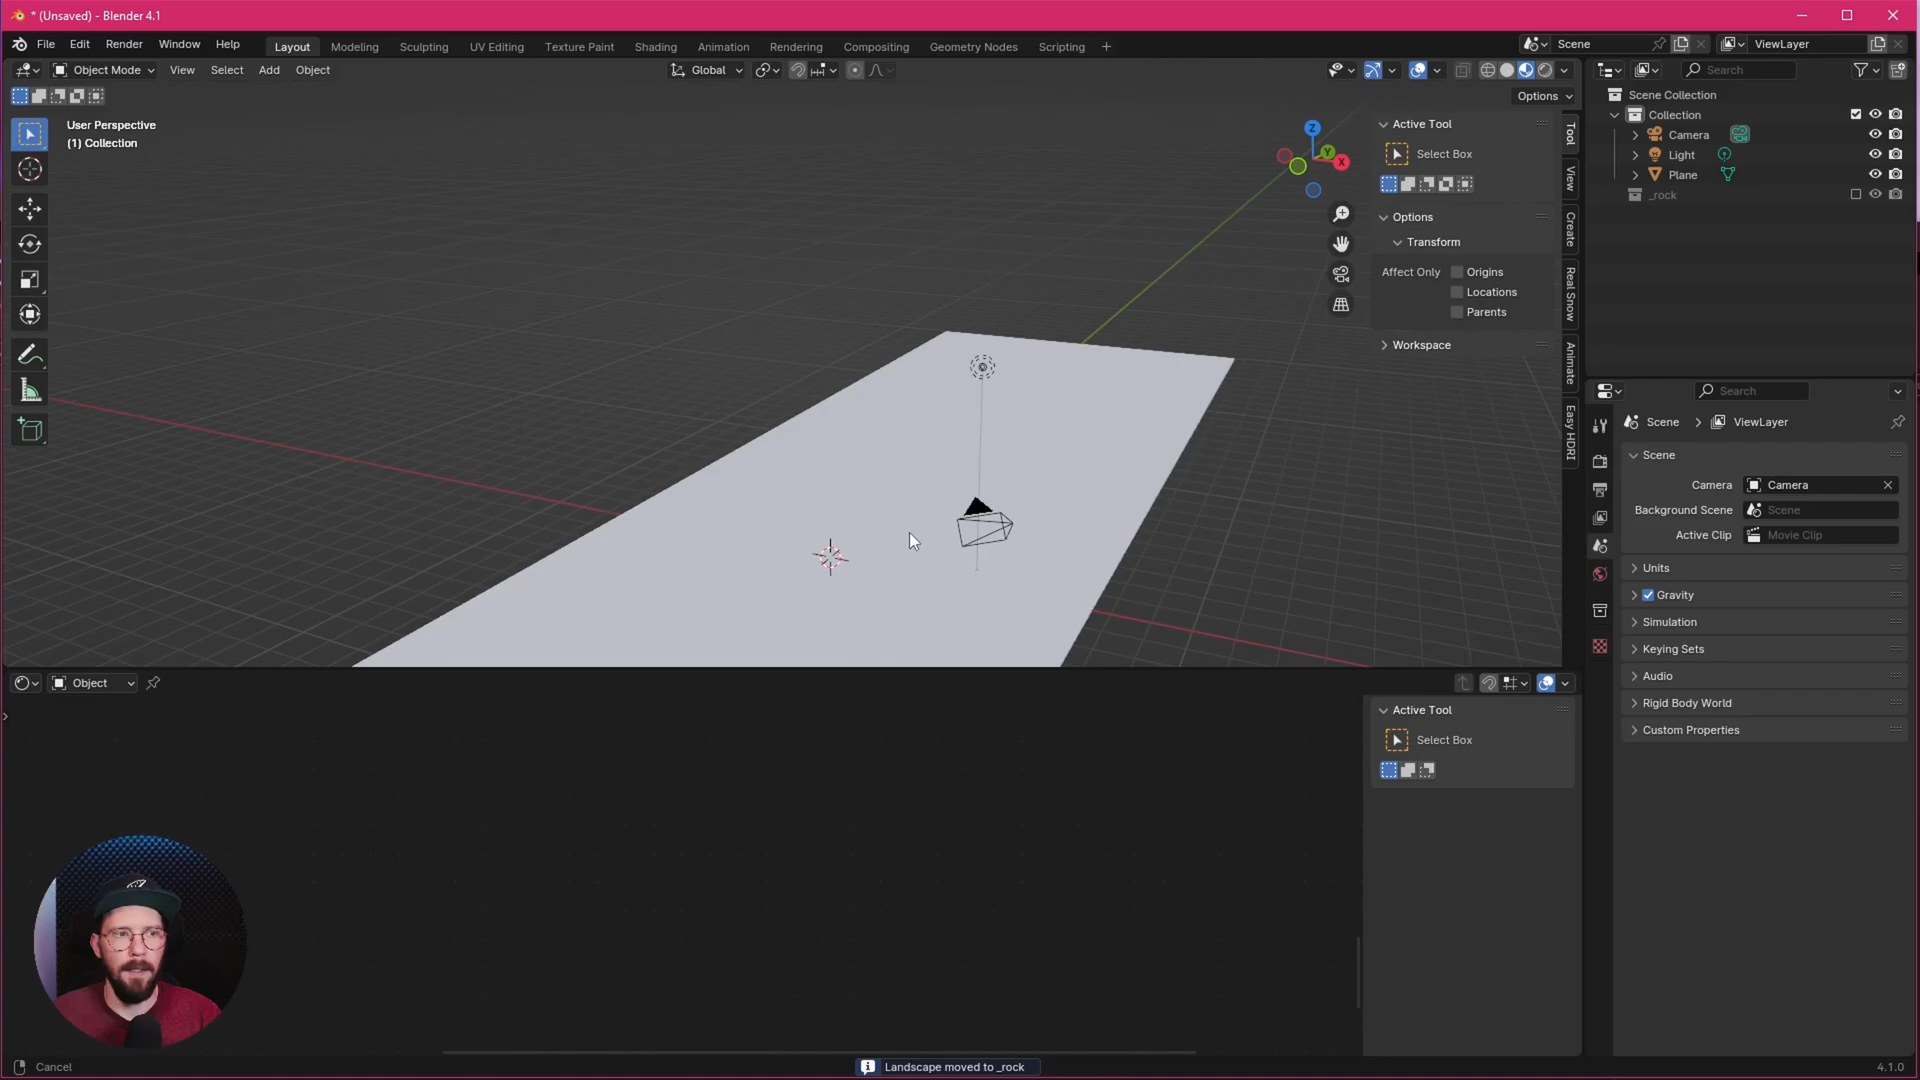 * (Unsaved) - Blender 4.1
File Edit Render Window Help Layout Modeling Sculpting UV Editing Texture Paint Shading Animation Rendering Compositing Geometry Nodes Scripting + Scene ViewLayer
Object Mode View Select Add Object Global Search
Options
User Perspective
(1) Collection
Z
Y
X
Active Tool
Select Box
Options
Transform
Affect Only Origins
Locations
Parents
Workspace
Tool
View
Create
Real Snow
Animate
Easy HDRI
Scene Collection
Collection
Camera
Light
Plane
_rock
Search
Scene > ViewLayer
Scene
Camera Camera
Background Scene Scene
Active Clip Movie Clip
Units
Gravity
Simulation
Keying Sets
Audio
Rigid Body World
Custom Properties
Object
Active Tool
Select Box
Cancel
Landscape moved to _rock
4.1.0